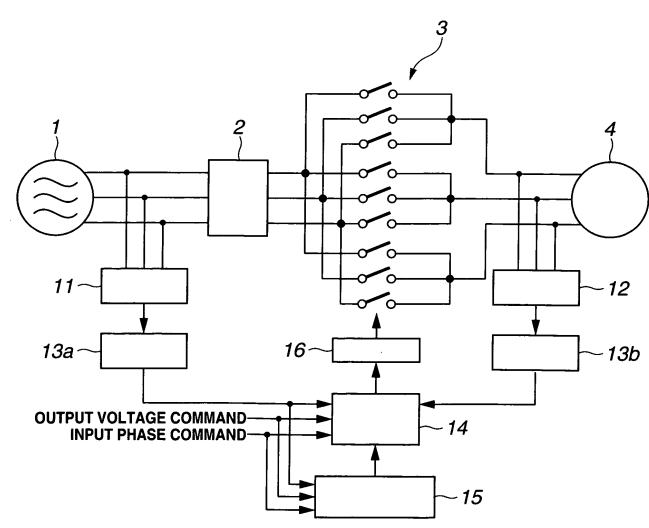 3
1
2
4
11
12
13a
16
13b
OUTPUT VOLTAGE COMMAND
14
INPUT PHASE COMMAND
15